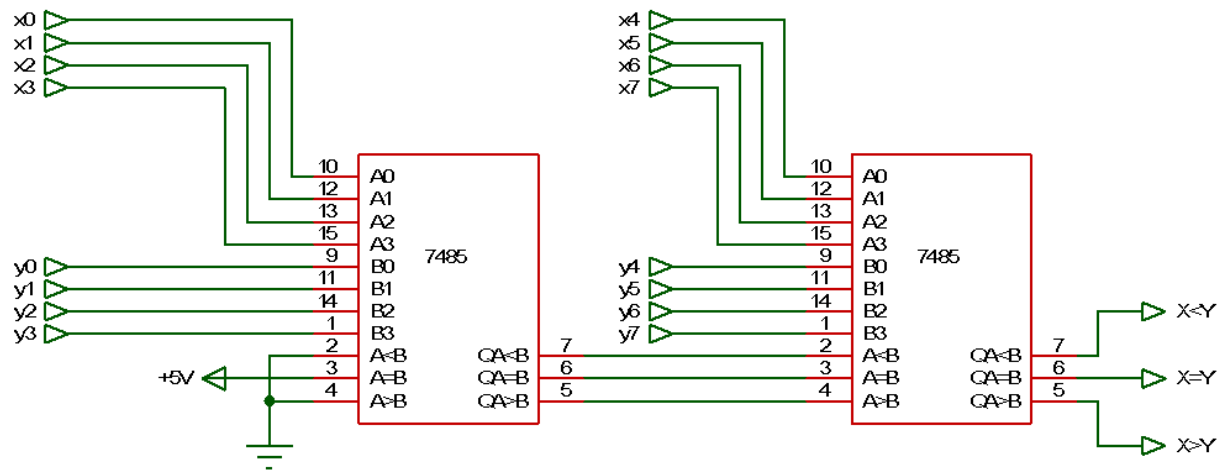 x0
x1
x2
x3
10 A0
12 A1
13 A2
15 A3
7485
y0 9 B0
y1 11 B1
y2 14 B2
y3 1 B3
2 A<B QA<B 7
+5V 3 A=B QA=B 6
4 A>B QA>B 5
x4
x5
x6
x7
10 A0
12 A1
13 A2
15 A3
7485
y4 9 B0
y5 11 B1
y6 14 B2
y7 1 B3
2 A<B QA<B 7
3 A=B QA=B 6
4 A>B QA>B 5
X<Y
X=Y
X>Y